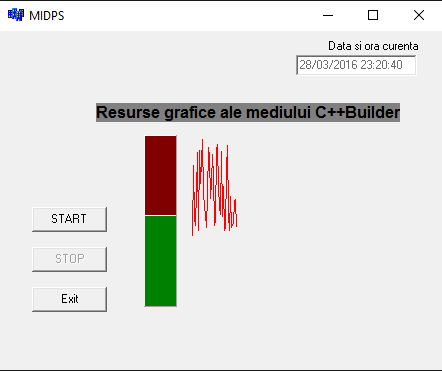 MIDPS
Data si ora curenta
28/03/2016 23:20:40
Resurse grafice ale mediului C++Builder
START
STOP
Exit